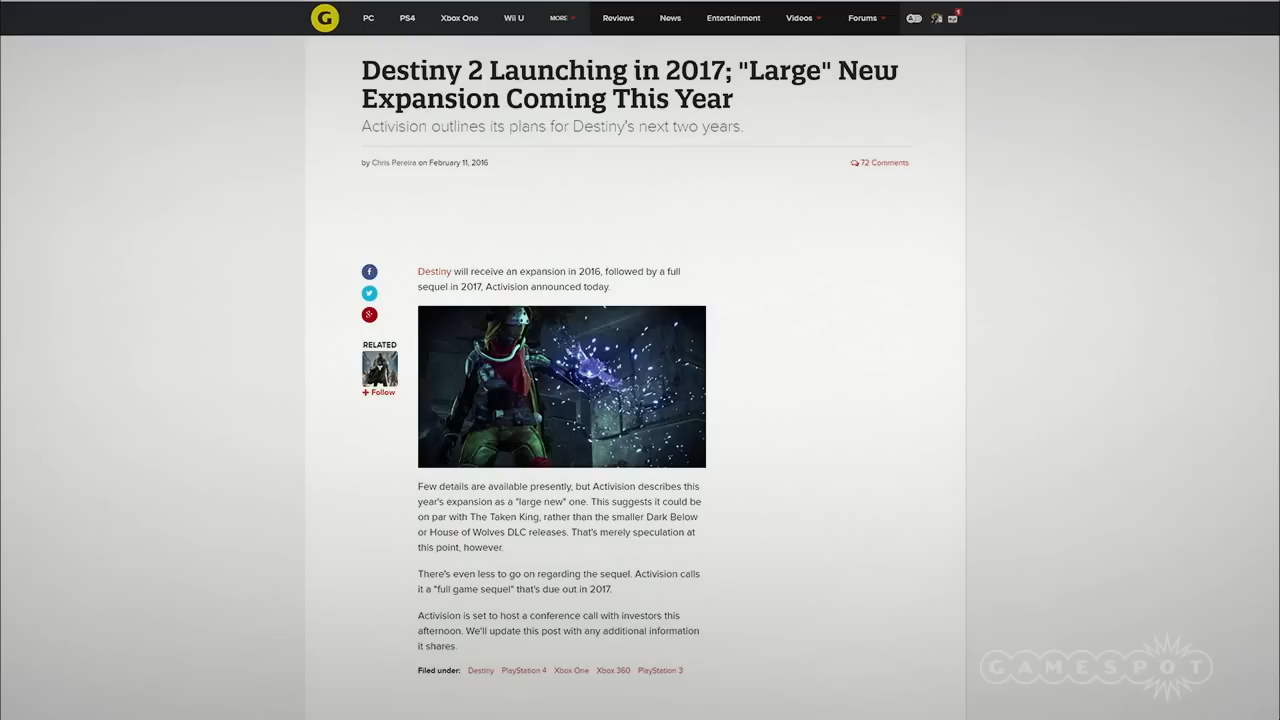 G PC PS4 Xbox One Wii U MORE Reviews News Entertainment Videos Forums 1
Destiny 2 Launching in 2017; "Large" New
Expansion Coming This Year
Activision outlines its plans for Destiny's next two years.
by Chris Pereira on February 11, 2016
72 Comments
Destiny will receive an expansion in 2016, followed by a full
sequel in 2017, Activision announced today.
f
g+
RELATED
+ Follow
Few details are available presently, but Activision describes this
year's expansion as a "large new" one. This suggests it could be
on par with The Taken King, rather than the smaller Dark Below
or House of Wolves DLC releases. That's merely speculation at
this point, however.
There's even less to go on regarding the sequel. Activision calls
it a "full game sequel" that's due out in 2017.
Activision is set to host a conference call with investors this
afternoon. We'll update this post with any additional information
it shares.
Filed under: Destiny PlayStation 4 Xbox One Xbox 360 PlayStation 3
GAMESPOT